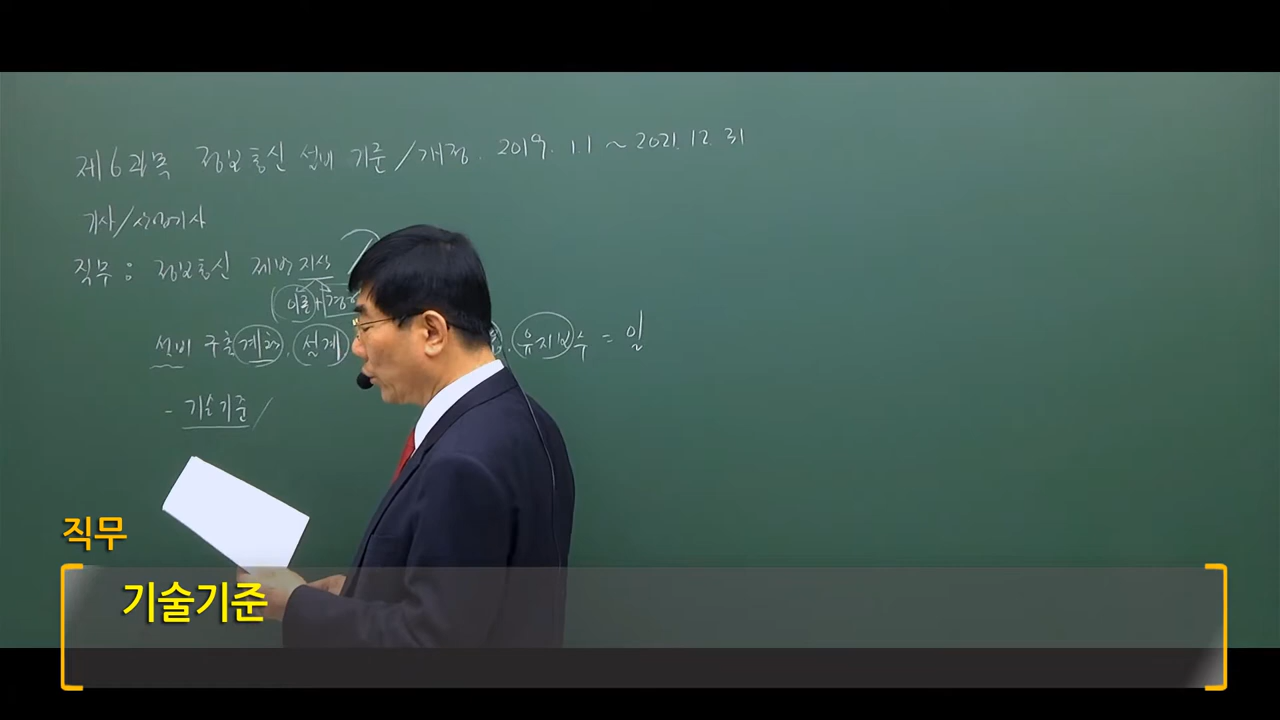 제6과목 정보통신 설비 기준/개정. 2019. 1.1 ~ 2021. 12. 31
기사/산업기사
직무 : 정보통신 제반지식
(이론+경
설비 구축계획, 설계 유지보수 = 일
- 기술기준/
직무
기술기준